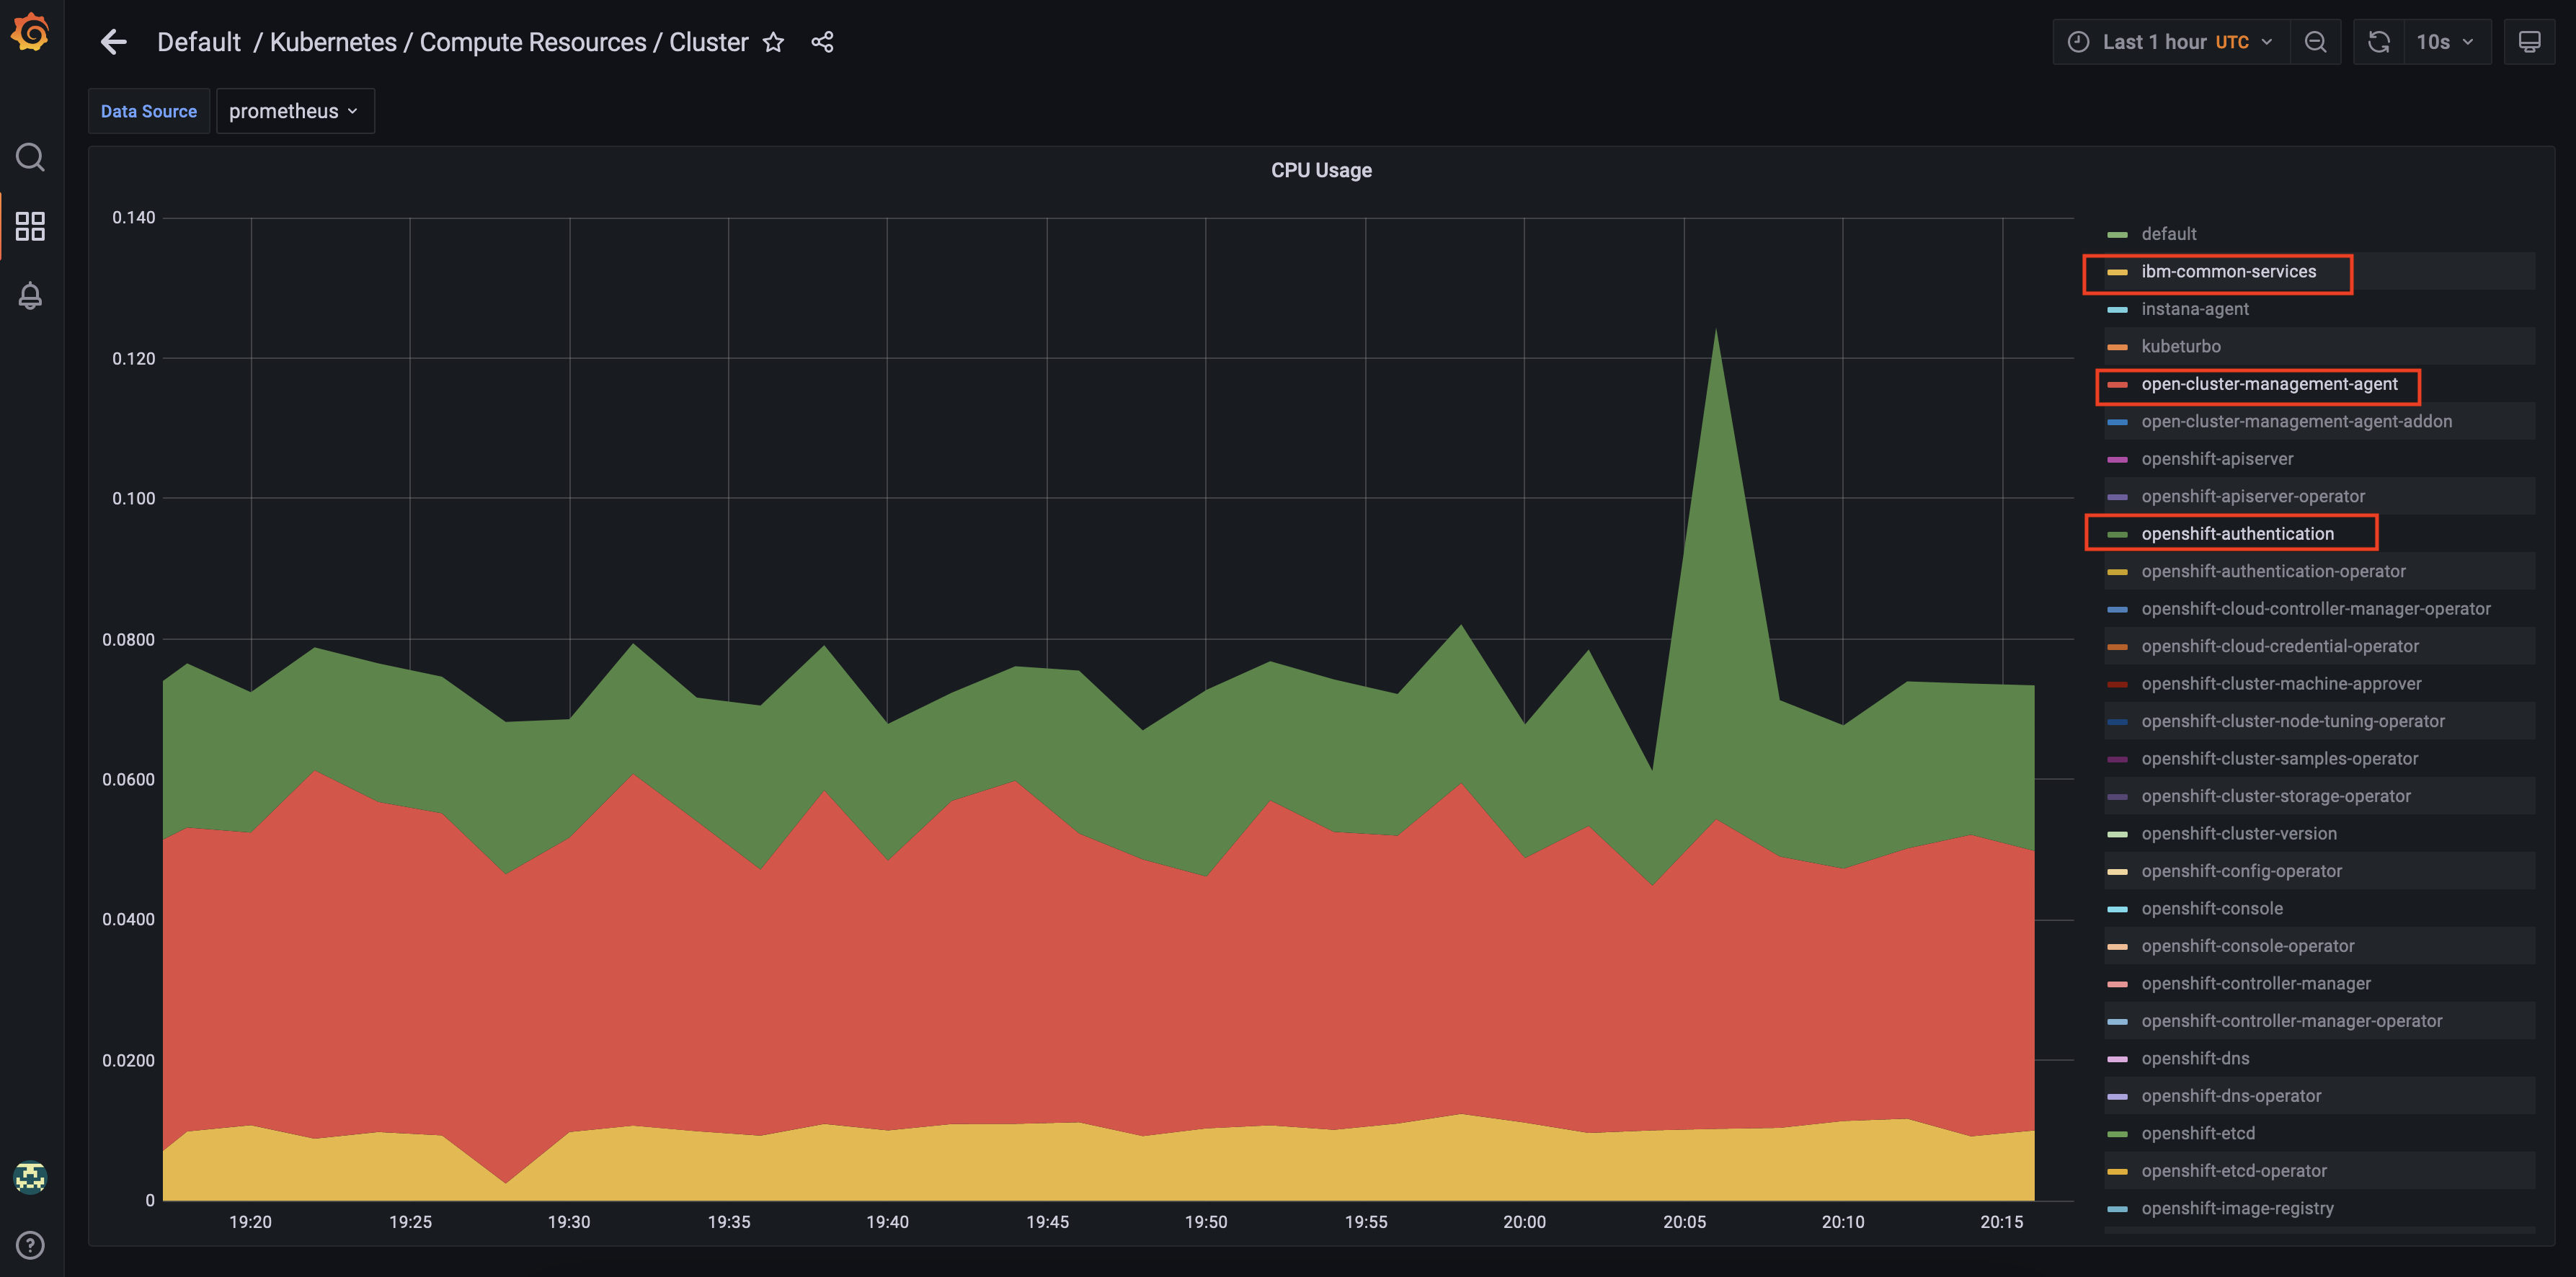 Default / Kubernetes / Compute Resources / Cluster
Last 1 hour UTC
10s
Data Source
prometheus
CPU Usage
0.140
0.120
0.100
0.0800
0.0600
0.0400
0.0200
0
19:20
19:25
19:30
19:35
19:40
19:45
19:50
19:55
20:00
20:05
20:10
20:15
default
ibm-common-services
instana-agent
kubeturbo
open-cluster-management-agent
open-cluster-management-agent-addon
openshift-apiserver
openshift-apiserver-operator
openshift-authentication
openshift-authentication-operator
openshift-cloud-controller-manager-operator
openshift-cloud-credential-operator
openshift-cluster-machine-approver
openshift-cluster-node-tuning-operator
openshift-cluster-samples-operator
openshift-cluster-storage-operator
openshift-cluster-version
openshift-config-operator
openshift-console
openshift-console-operator
openshift-controller-manager
openshift-controller-manager-operator
openshift-dns
openshift-dns-operator
openshift-etcd
openshift-etcd-operator
openshift-image-registry